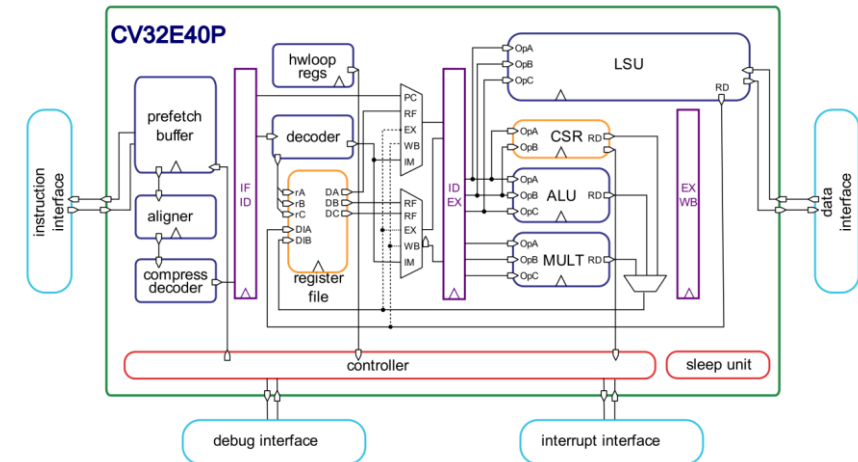 CV32E40P
instruction
interface
prefetch
buffer
aligner
compress
decoder
IF
ID
hwloop
regs
decoder
rA
rB
rC
DIA
DIB
DA
DB
DC
register
file
PC
RF
EX
WB
IM
RF
RF
EX
WB
IM
ID
EX
OpA
OpB
OpC
LSU
RD
OpA
OpB
CSR
RD
OpA
OpB
OpC
ALU
RD
OpA
OpB
OpC
MULT
RD
EX
WB
data
interface
controller
sleep unit
debug interface
interrupt interface